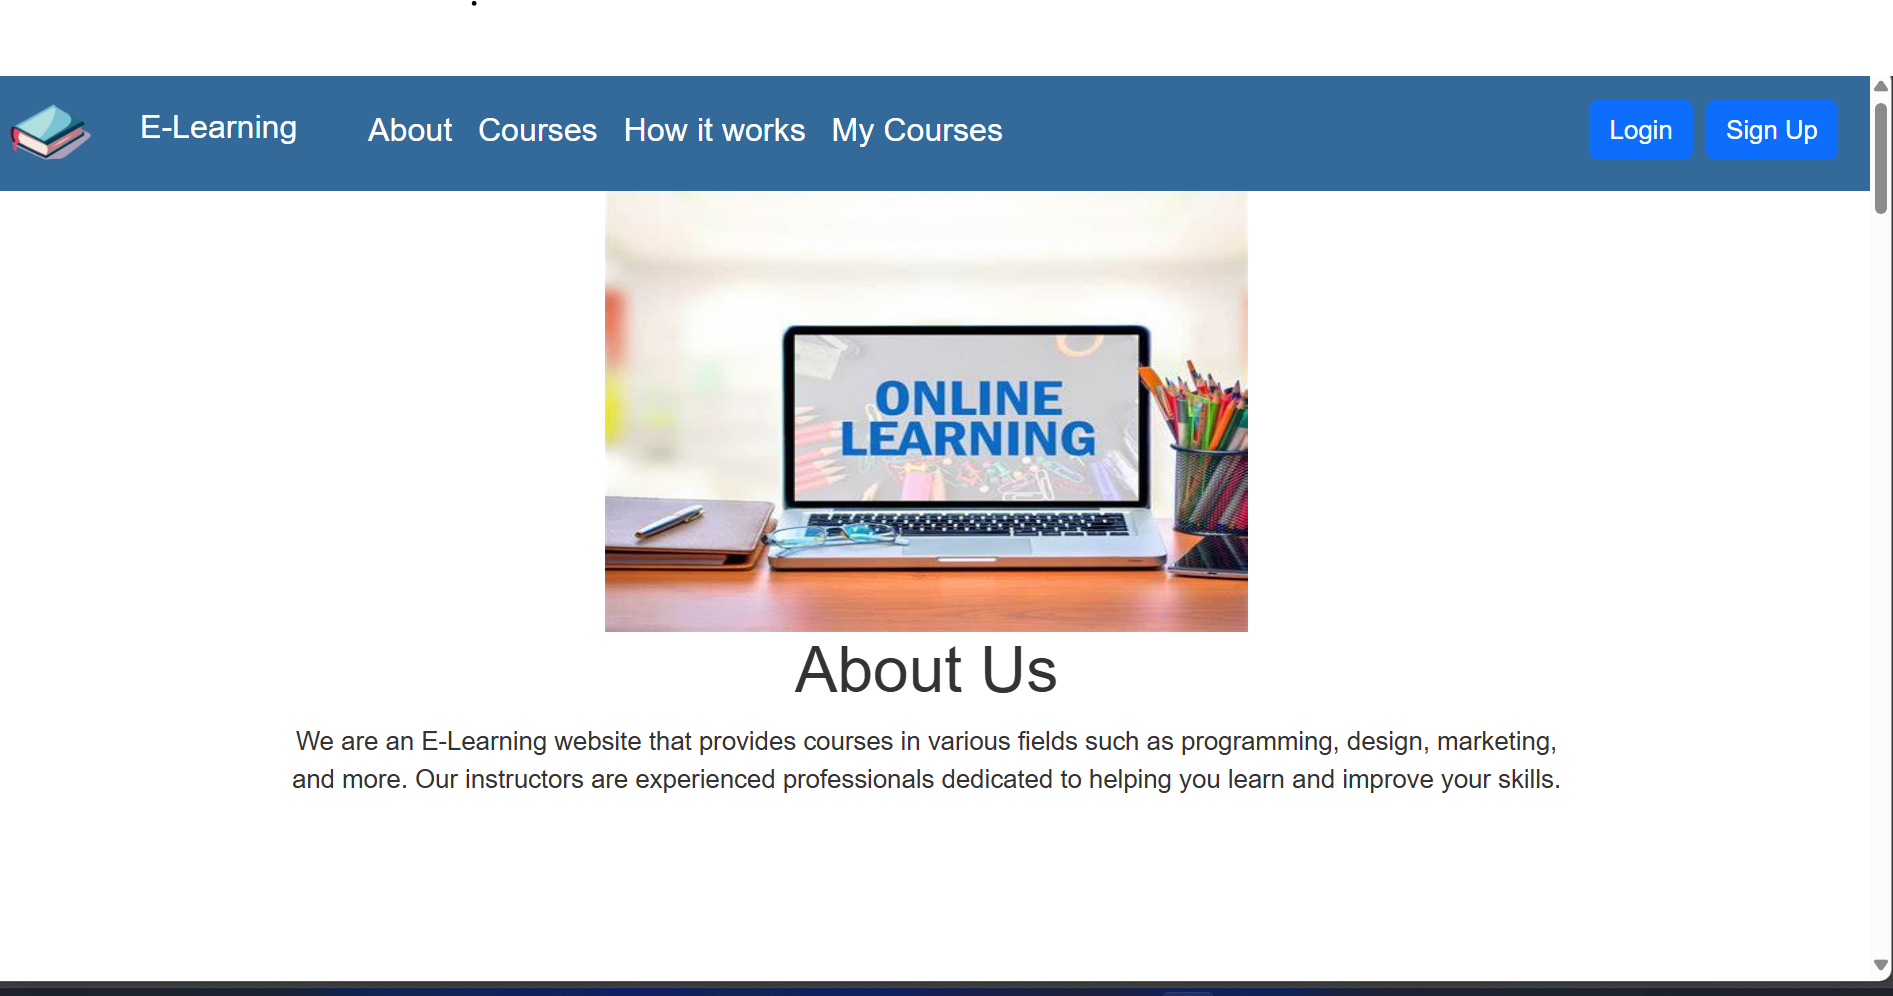 E-Learning
About
Courses
How it works
My Courses
Login
Sign Up
ONLINE
LEARNING
About Us
We are an E-Learning website that provides courses in various fields such as programming, design, marketing,
and more. Our instructors are experienced professionals dedicated to helping you learn and improve your skills.